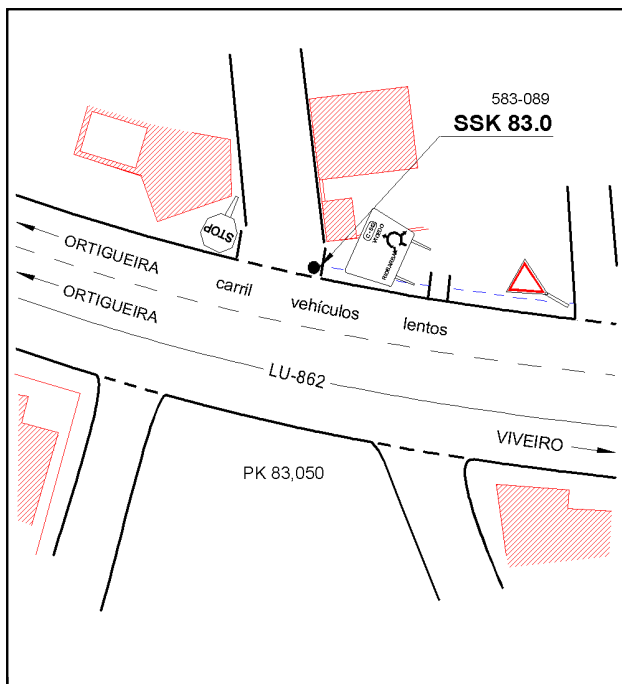 583-089
SSK 83.0
STOP
ORTIGUEIRA
ORTIGUEIRA
carril vehículos lentos
LU-862
VIVEIRO
PK 83,050